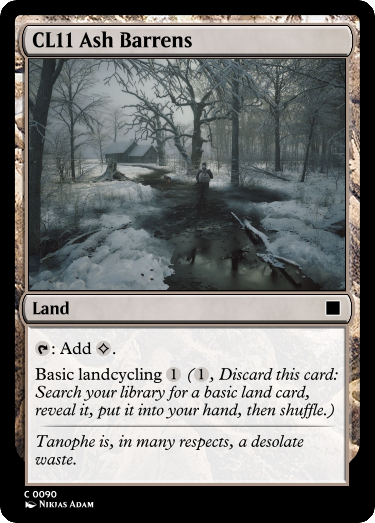 CL11 Ash Barrens
Land
: Add .
Basic landcycling 1 (1, Discard this card:
Search your library for a basic land card,
reveal it, put it into your hand, then shuffle.)
Tanophe is, in many respects, a desolate
waste.
C 0090
Nikias Adam